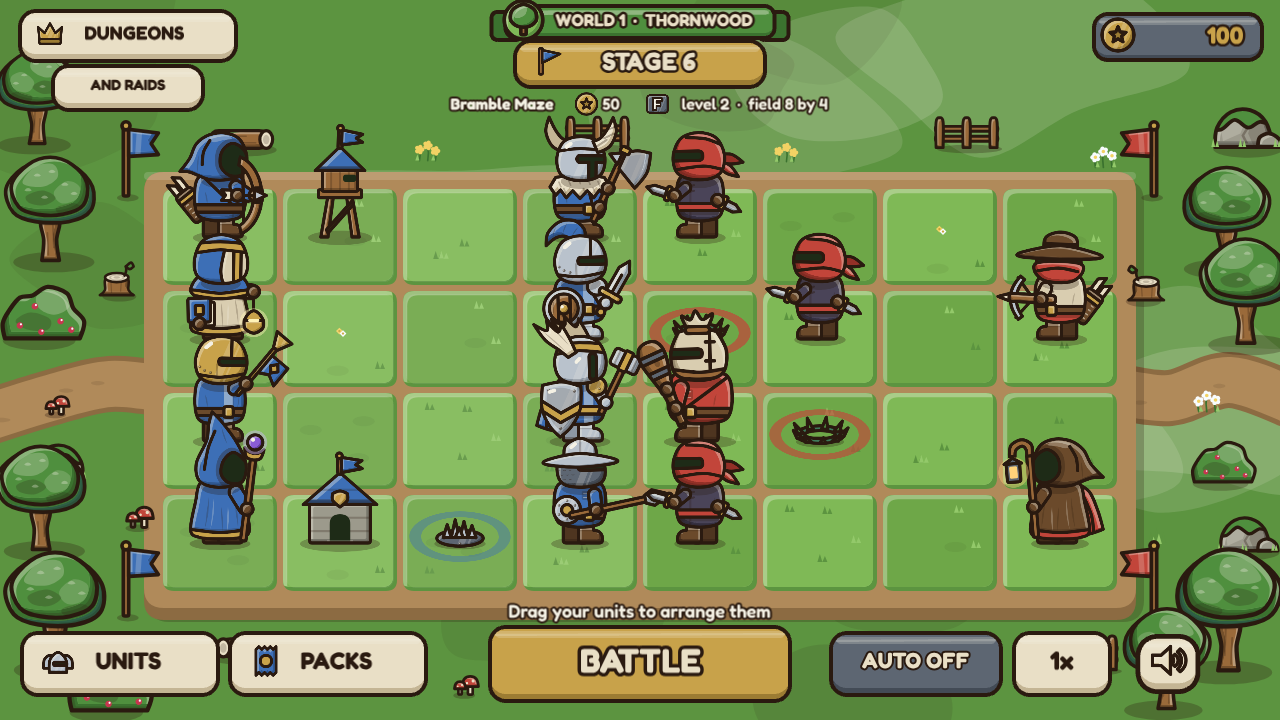 DUNGEONS
AND RAIDS
WORLD 1 · THORNWOOD
STAGE 6
Bramble Maze 50 F level 2 · field 8 by 4
100
Drag your units to arrange them
UNITS
PACKS
BATTLE
AUTO OFF
1x